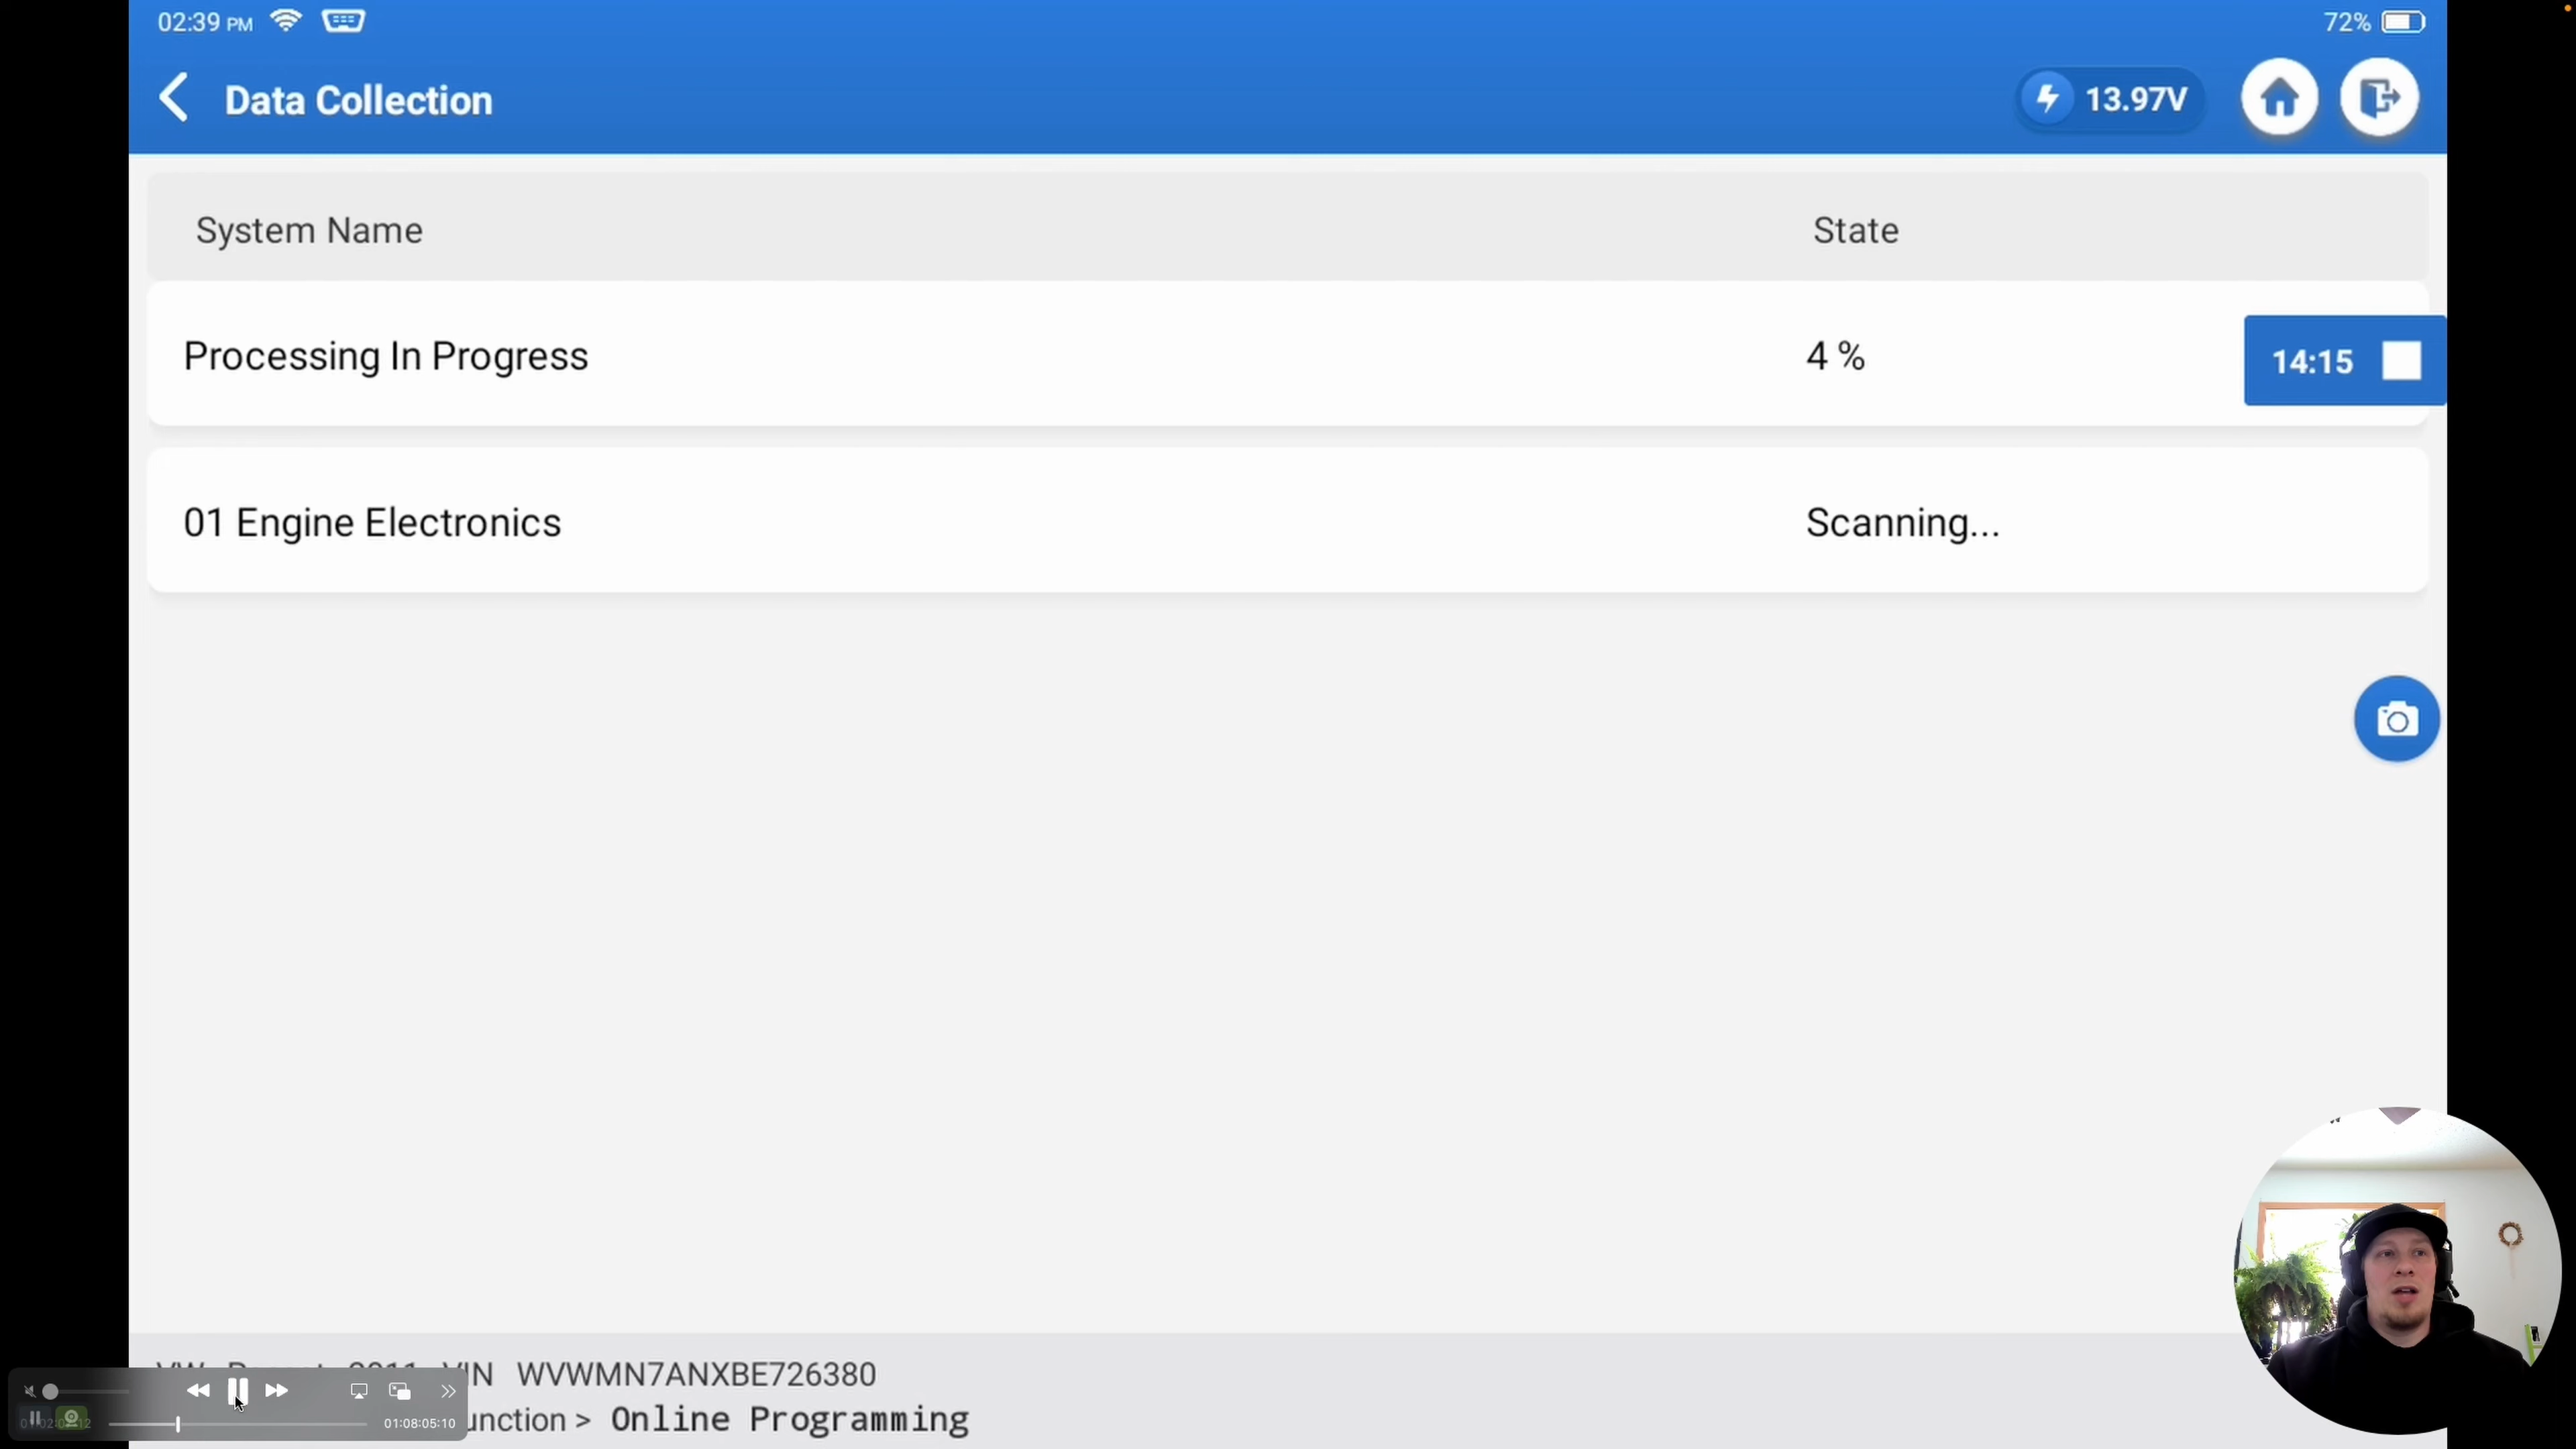 02:39 PM
72%
Data Collection
13.97V
System Name
State
Processing In Progress
4 %
14:15
01 Engine Electronics
Scanning...
VIN WVWMN7ANXBE726380
01:08:05:10
> Online Programming